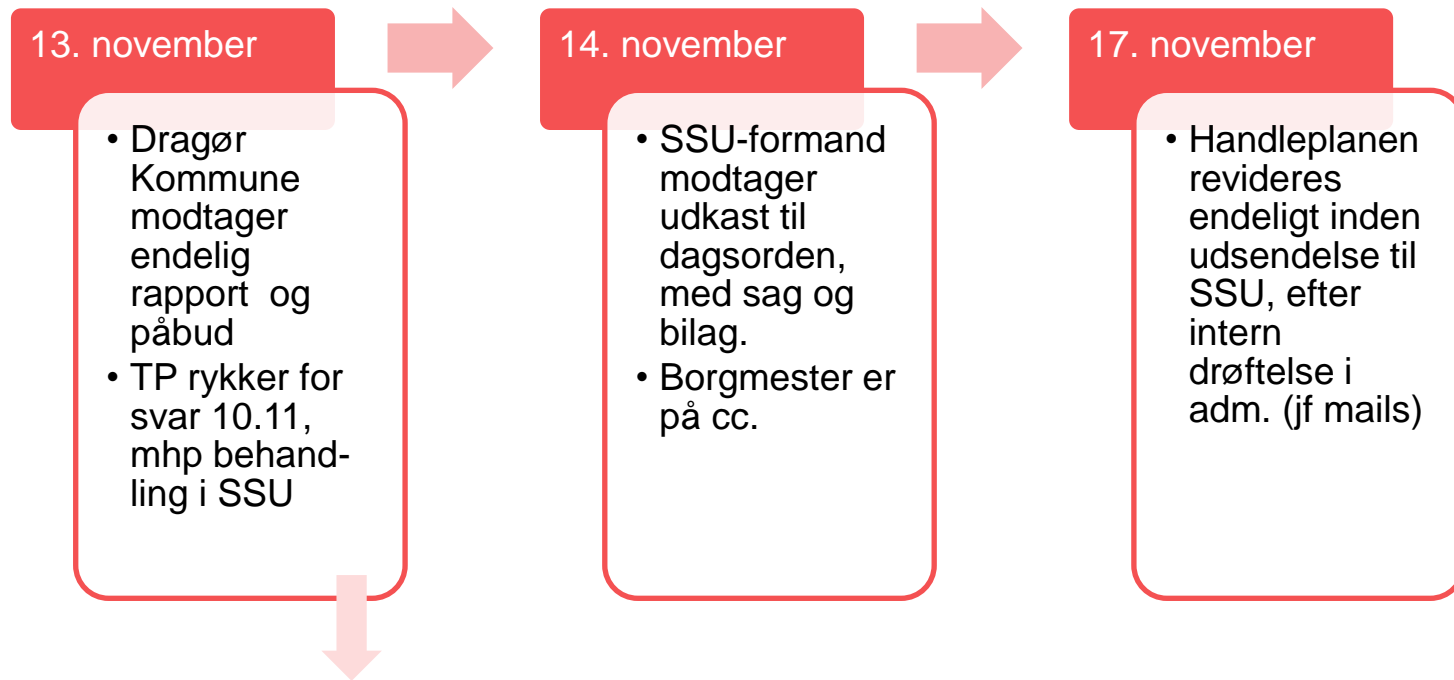 13. november
• Dragør
Kommune
modtager
endelig
rapport og
påbud
• TP rykker for
svar 10.11,
mhp behand-
ling i SSU
14. november
• SSU-formand
modtager
udkast til
dagsorden,
med sag og
bilag.
• Borgmester er
på cc.
17. november
• Handleplanen
revideres
endeligt inden
udsendelse til
SSU, efter
intern
drøftelse i
adm. (jf mails)